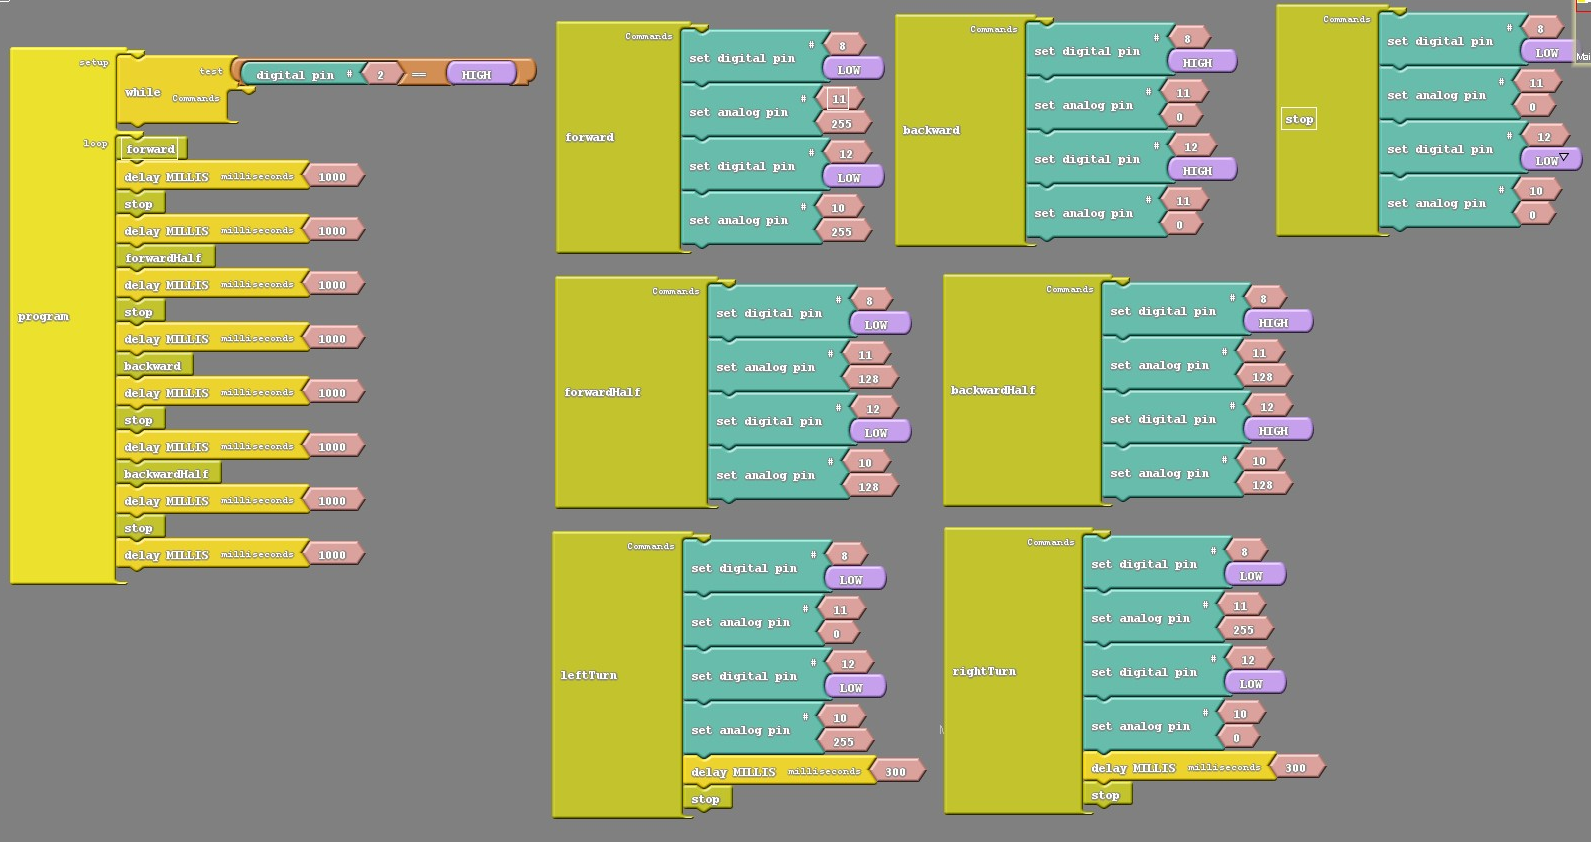 setup
while
test
digital pin # 2 == HIGH
Commands
loop
program
forward
delay MILLIS milliseconds 1000
stop
delay MILLIS milliseconds 1000
forwardHalf
delay MILLIS milliseconds 1000
stop
delay MILLIS milliseconds 1000
backward
delay MILLIS milliseconds 1000
stop
delay MILLIS milliseconds 1000
backwardHalf
delay MILLIS milliseconds 1000
stop
delay MILLIS milliseconds 1000
forward
Commands
set digital pin # 8
LOW
set analog pin # 11
255
set digital pin # 12
LOW
set analog pin # 10
255
backward
Commands
set digital pin # 8
HIGH
set analog pin # 11
0
set digital pin # 12
HIGH
set analog pin # 11
0
stop
Commands
set digital pin # 8
LOW
set analog pin # 11
0
set digital pin # 12
LOW
set analog pin # 10
0
Mai
forwardHalf
Commands
set digital pin # 8
LOW
set analog pin # 11
128
set digital pin # 12
LOW
set analog pin # 10
128
backwardHalf
Commands
set digital pin # 8
HIGH
set analog pin # 11
128
set digital pin # 12
HIGH
set analog pin # 10
128
leftTurn
Commands
set digital pin # 8
LOW
set analog pin # 11
0
set digital pin # 12
LOW
set analog pin # 10
255
delay MILLIS milliseconds 300
stop
rightTurn
Commands
set digital pin # 8
LOW
set analog pin # 11
255
set digital pin # 12
LOW
set analog pin # 10
0
delay MILLIS milliseconds 300
stop